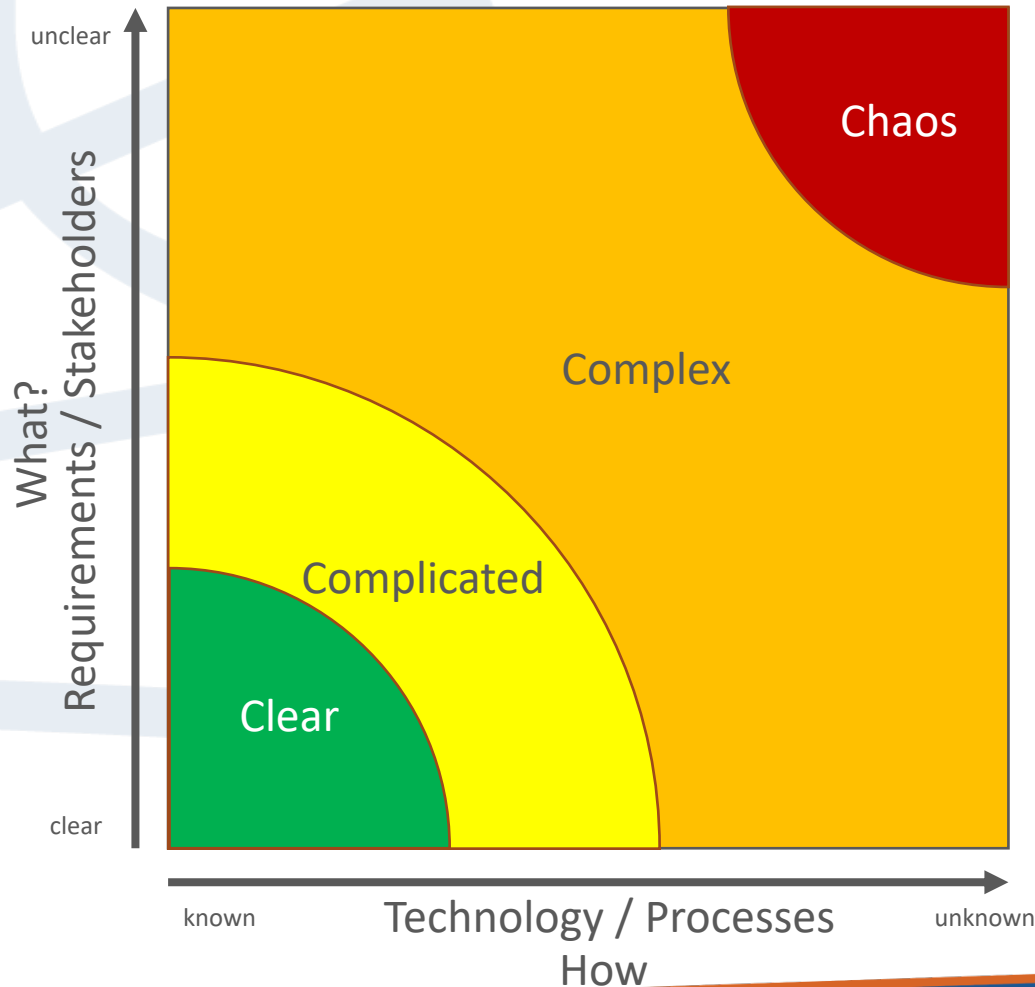 unclear
Chaos
What?
Requirements / Stakeholders
Complex
Complicated
Clear
clear
known
Technology / Processes
unknown
How